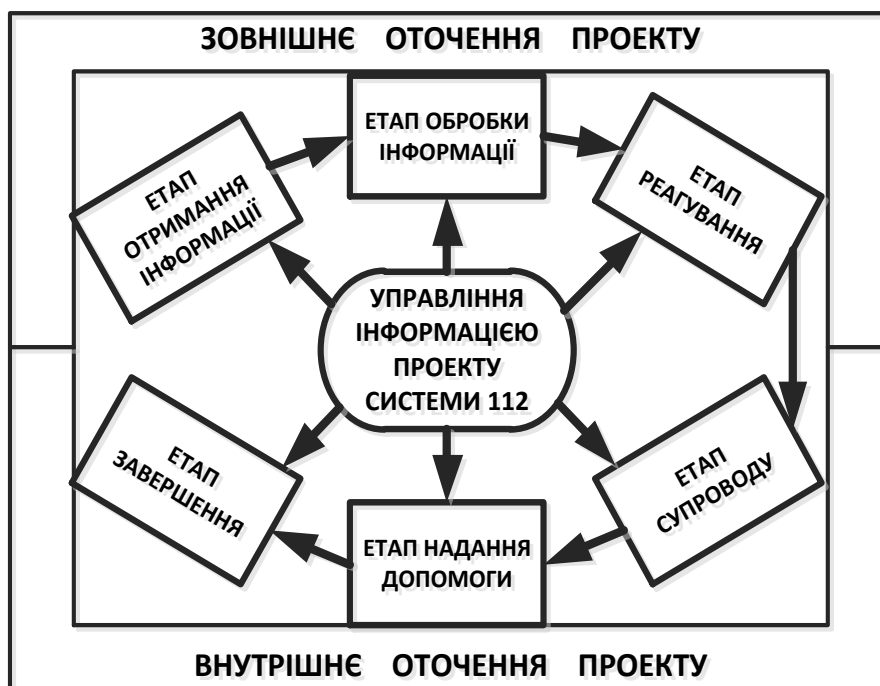 ЗОВНІШНЄ ОТОЧЕННЯ ПРОЕКТУ
ЕТАП ОБРОБКИ
ІНФОРМАЦІЇ
ЕТАП
ОТРИМАННЯ
ІНФОРМАЦІЇ
ЕТАП
РЕАГУВАННЯ
УПРАВЛІННЯ
ІНФОРМАЦІЄЮ
ПРОЕКТУ
СИСТЕМИ 112
ЕТАП
ЗАВЕРШЕННЯ
ЕТАП
СУПРОВОДУ
ЕТАП НАДАННЯ
ДОПОМОГИ
ВНУТРІШНЄ ОТОЧЕННЯ ПРОЕКТУ